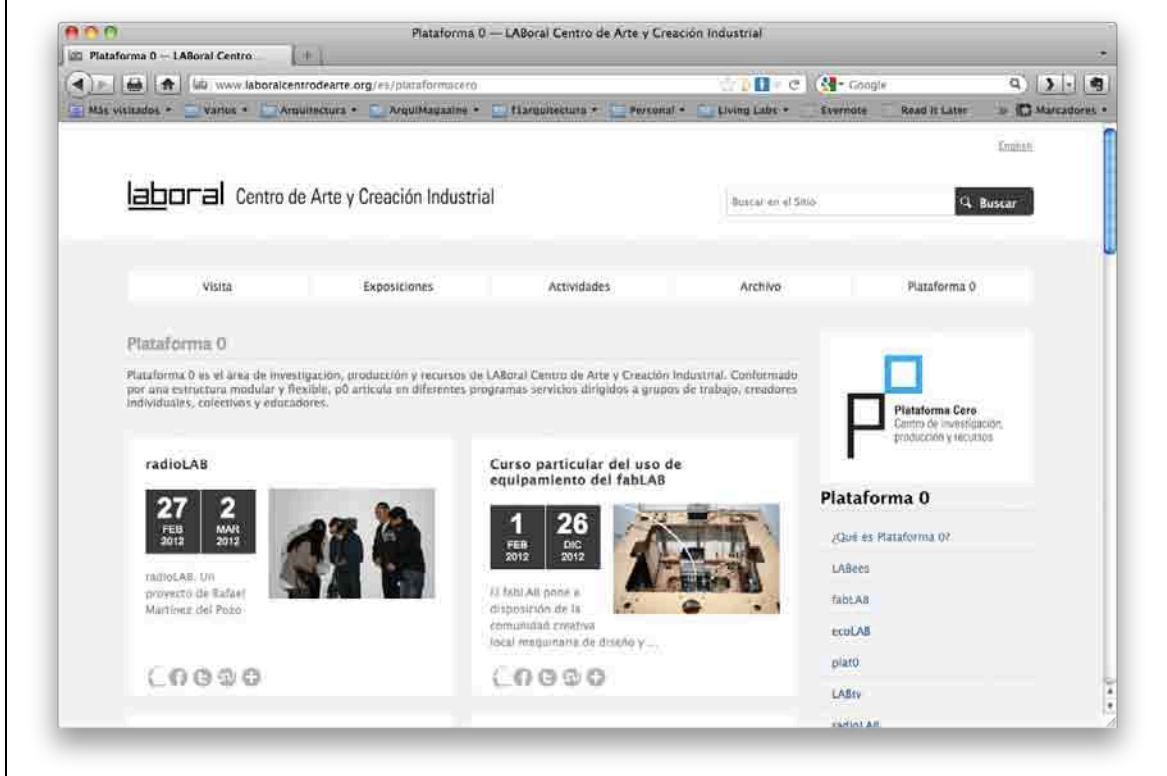 Plataforma 0 — LABoral Centro de Arte y Creación Industrial
Plataforma 0 — LABoral Centro...
www.laboralcentrodearte.org/es/plataformacero
Google
Más visitados
Varios
Arquitectura
ArquiMagazine
f3arquitectura
Personal
Living Labs
Evernote
Read It Later
Marcadores
English
laboral Centro de Arte y Creación Industrial
Buscar en el Sitio
Buscar
Visita
Exposiciones
Actividades
Archivo
Plataforma 0
Plataforma 0
Plataforma 0 es el área de investigación, producción y recursos de LABoral Centro de Arte y Creación Industrial. Conformado
por una estructura modular y flexible, p0 articula en diferentes programas servicios dirigidos a grupos de trabajo, creadores
individuales, colectivos y educadores.
radioLAB
27 2
FEB MAR
2012 2012
radioLAB. Un
proyecto de Rafael
Martínez del Pozo
Curso particular del uso de
equipamiento del fabLAB
1 26
FEB DIC
2012 2012
El fabLAB pone a
disposición de la
comunidad creativa
local maquinaria de diseño y ...
Plataforma Cero
Centro de investigación,
producción y recursos
Plataforma 0
¿Qué es Plataforma 0?
LABees
fabLAB
ecoLAB
plat0
LABtv
radioLAB